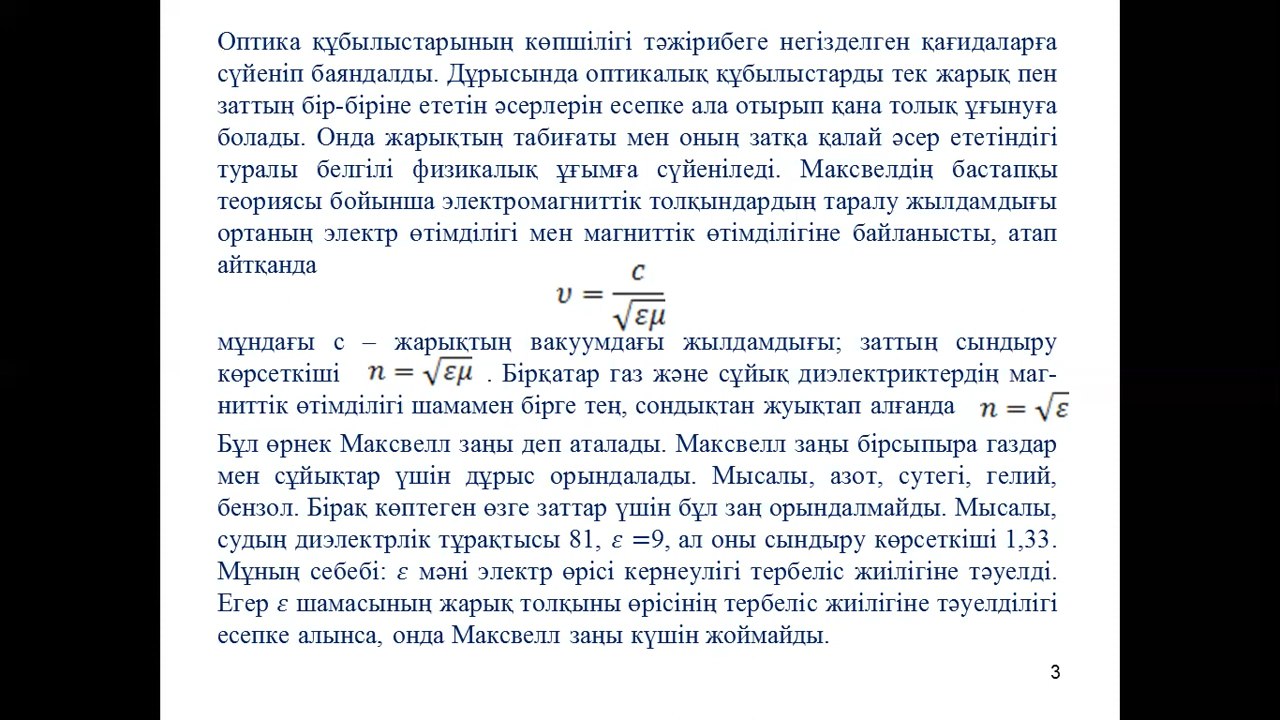 Оптика құбылыстарының көпшілігі тәжірибеге негізделген қағидаларға
сүйеніп баяндалды. Дұрысында оптикалық құбылыстарды тек жарық пен
заттың бір-біріне ететін әсерлерін есепке ала отырып қана толық ұғынуға
болады. Онда жарықтың табиғаты мен оның затқа қалай әсер ететіндігі
туралы белгілі физикалық ұғымға сүйеніледі. Максвелдің бастапқы
теориясы бойынша электромагниттік толқындардың таралу жылдамдығы
ортаның электр өтімділігі мен магниттік өтімділігіне байланысты, атап
айтқанда
υ = c/√εμ
мұндағы с – жарықтың вакуумдағы жылдамдығы; заттың сындыру
көрсеткіші n = √εμ . Бірқатар газ және сұйық диэлектриктердің маг-
ниттік өтімділігі шамамен бірге тең, сондықтан жуықтап алғанда n = √ε
Бұл өрнек Максвелл заңы деп аталады. Максвелл заңы бірсыпыра газдар
мен сұйықтар үшін дұрыс орындалады. Мысалы, азот, сутегі, гелий,
бензол. Бірақ көптеген өзге заттар үшін бұл заң орындалмайды. Мысалы,
судың диэлектрлік тұрақтысы 81, ε =9, ал оны сындыру көрсеткіші 1,33.
Мұның себебі: ε мәні электр өрісі кернеулігі тербеліс жиілігіне тәуелді.
Егер ε шамасының жарық толқыны өрісінің тербеліс жиілігіне тәуелділігі
есепке алынса, онда Максвелл заңы күшін жоймайды.
3